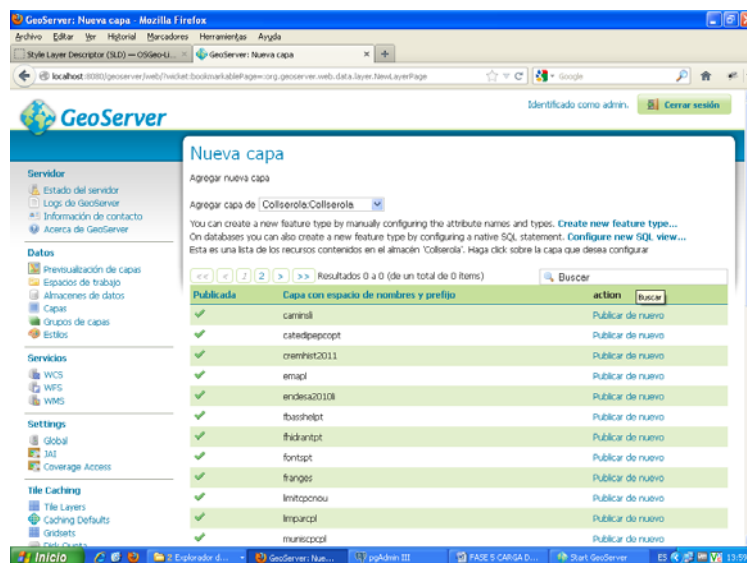 GeoServer: Nueva capa - Mozilla Firefox
Archivo Editar Ver Historial Marcadores Herramientas Ayuda
Style Layer Descriptor (SLD) — OSGeo-Li...
GeoServer: Nueva capa
localhost:8080/geoserver/web/?wicket:bookmarkablePage=:org.geoserver.web.data.layer.NewLayerPage
Google
GeoServer
Identificado como admin.
Cerrar sesión
Servidor
Estado del servidor
Logs de GeoServer
Información de contacto
Acerca de GeoServer
Datos
Previsualización de capas
Espacios de trabajo
Almacenes de datos
Capas
Grupos de capas
Estilos
Servicios
WCS
WFS
WMS
Settings
Global
JAI
Coverage Access
Tile Caching
Tile Layers
Caching Defaults
Gridsets
Disk Quota
Nueva capa
Agregar nueva capa
Agregar capa de Collserola:Collserola
You can create a new feature type by manually configuring the attribute names and types. Create new feature type...
On databases you can also create a new feature type by configuring a native SQL statement. Configure new SQL view...
Esta es una lista de los recursos contenidos en el almacén 'Collserola'. Haga click sobre la capa que desea configurar
<< < 1 2 > >> Resultados 0 a 0 (de un total de 0 items)
Buscar
Publicada Capa con espacio de nombres y prefijo action
Buscar
caminsli Publicar de nuevo
catedipepcopt Publicar de nuevo
cremhist2011 Publicar de nuevo
emapl Publicar de nuevo
endesa2010li Publicar de nuevo
fbasshelpt Publicar de nuevo
fhidrantpt Publicar de nuevo
fontspt Publicar de nuevo
franges Publicar de nuevo
limitcpcnou Publicar de nuevo
limparcpl Publicar de nuevo
muniscpcpl Publicar de nuevo
Inicio
2 Explorador d...
GeoServer: Nue...
pgAdmin III
FASE 5 CARGA D...
Start GeoServer
ES
13:59